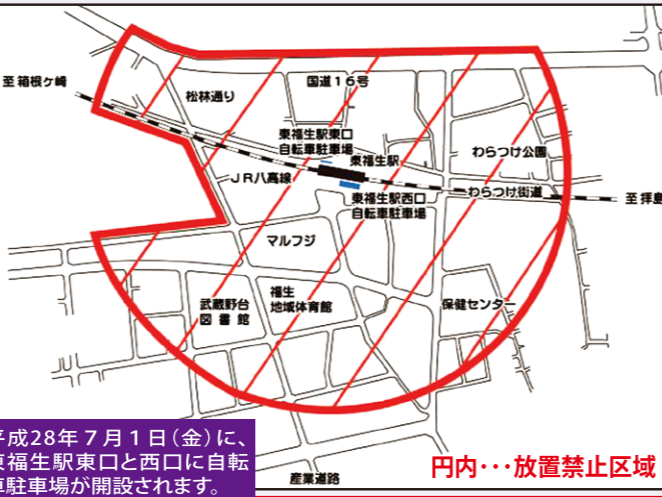 至 箱根ヶ崎
松林通り
国道１６号
東福生駅東口
自転車駐車場
東福生駅
わらつけ公園
ＪＲ八高線
わらつけ街道
至 拝島
東福生駅西口
自転車駐車場
マルフジ
武蔵野台
図 書 館
福生
地域体育館
保健センター
平成28年７月１日（金）に、
東福生駅東口と西口に自転
車駐車場が開設されます。
産業道路
円内･･･放置禁止区域